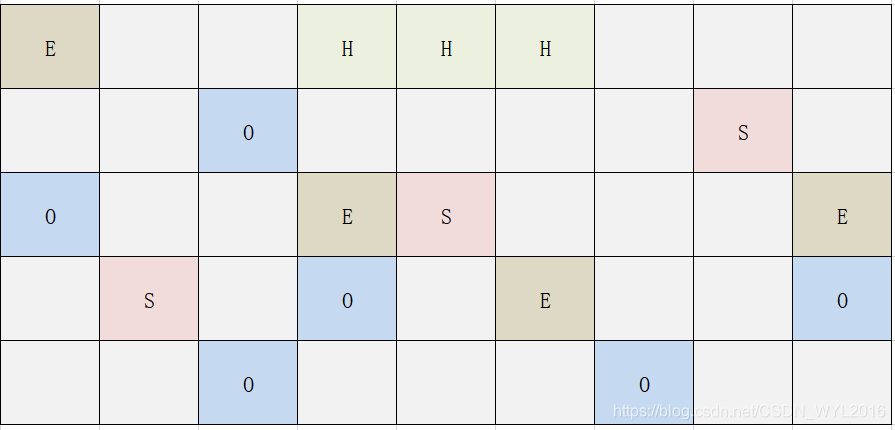 E H H H
O S
O E S E
S O E O
O O
https://blog.csdn.net/CSDN_WYL2016